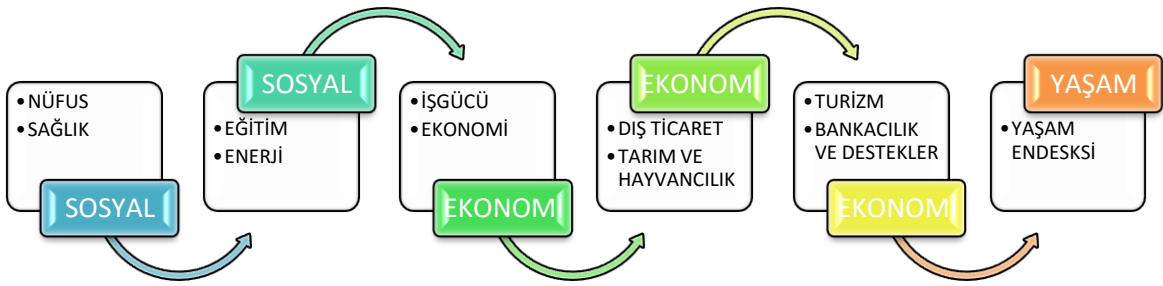 • NÜFUS
• SAĞLIK
SOSYAL
SOSYAL
• EĞİTİM
• ENERJİ
• İŞGÜCÜ
• EKONOMİ
EKONOM
EKONOM
• DIŞ TİCARET
• TARIM VE
HAYVANCILIK
• TURİZM
• BANKACILIK
VE DESTEKLER
EKONOM
YAŞAM
• YAŞAM
ENDESKSİ